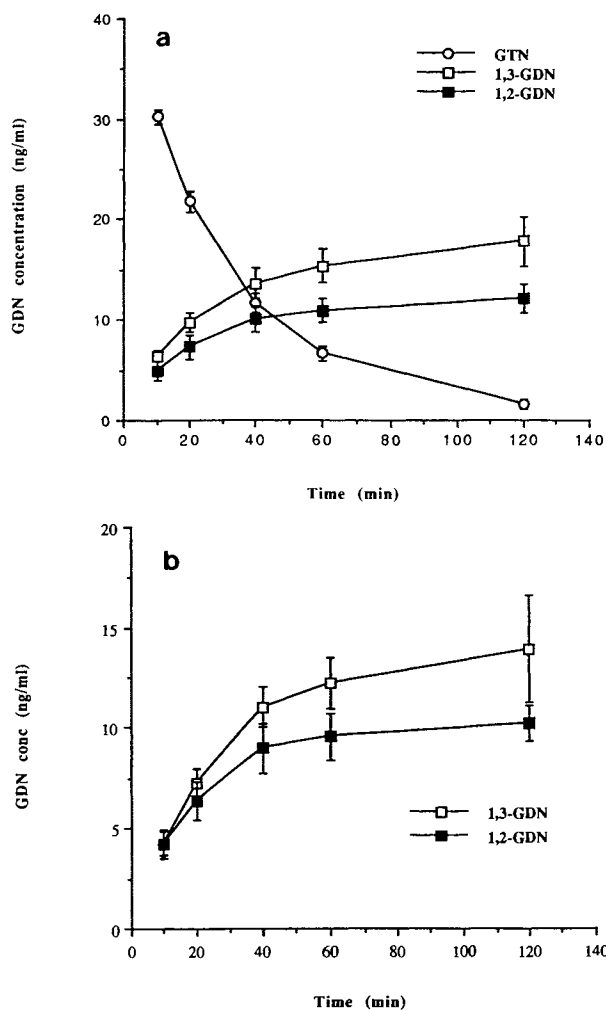 a
GTN
1,3-GDN
1,2-GDN
40
30
20
10
0
GDN concentration (ng/ml)
0 20 40 60 80 100 120 140
Time (min)
b
20
15
10
5
0
GDN conc (ng/ml)
1,3-GDN
1,2-GDN
0 20 40 60 80 100 120 140
Time (min)